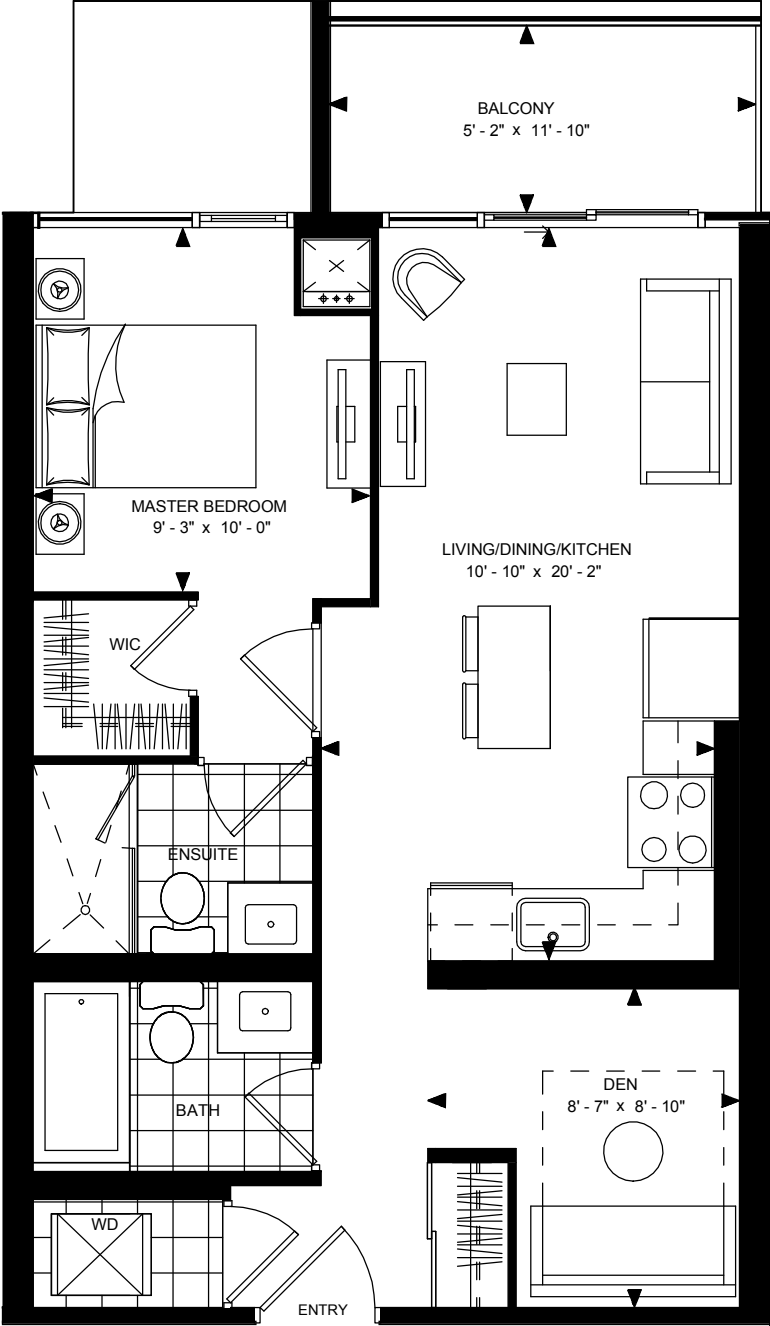 BALCONY
5' - 2" x 11' - 10"
MASTER BEDROOM
9' - 3" x 10' - 0"
LIVING/DINING/KITCHEN
10' - 10" x 20' - 2"
WIC
ENSUITE
DEN
8' - 7" x 8' - 10"
BATH
WD
ENTRY